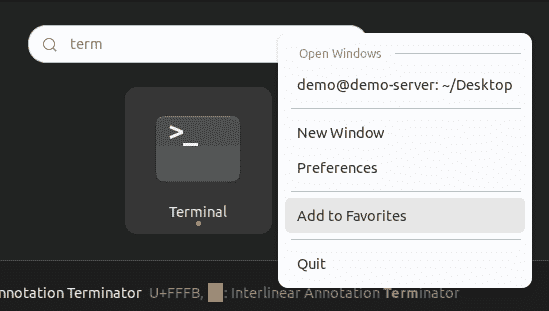 term
Open Windows
demo@demo-server: ~/Desktop
New Window
Preferences
Add to Favorites
Quit
>_
Terminal
nnotation Terminator U+FFFB, : Interlinear Annotation Terminator